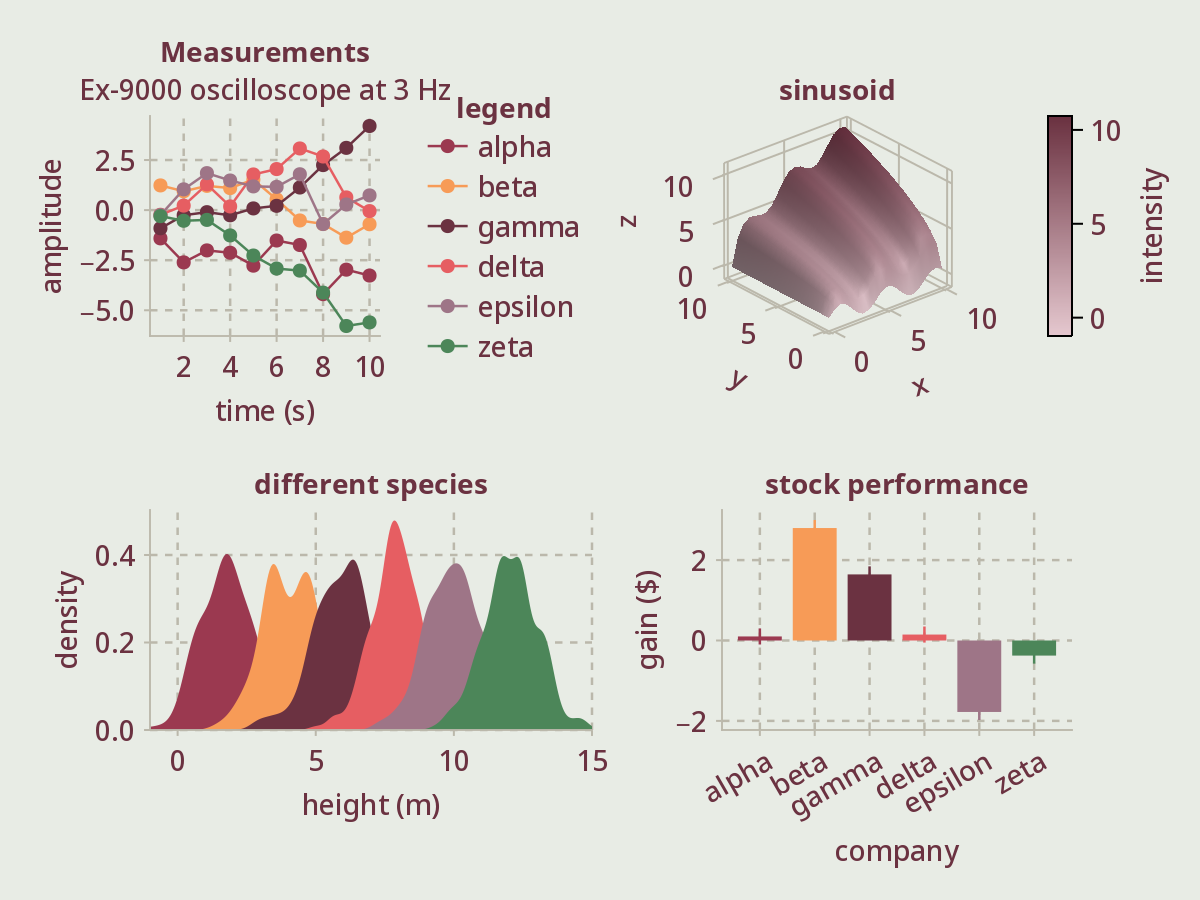 Measurements
Ex-9000 oscilloscope at 3 Hz
amplitude
2.5
0.0
−2.5
−5.0
2 4 6 8 10
time (s)
legend
alpha
beta
gamma
delta
epsilon
zeta
sinusoid
z
10
5
0
10
5
0
y
0
5
10
x
10
5
0
intensity
different species
density
0.4
0.2
0.0
0 5 10 15
height (m)
stock performance
gain ($)
2
0
−2
alpha beta gamma delta epsilon zeta
company